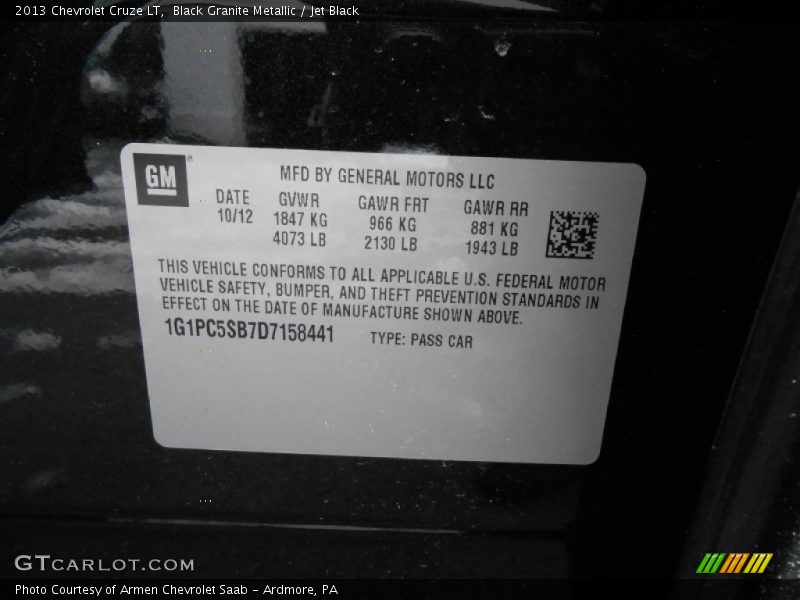 2013 Chevrolet Cruze LT, Black Granite Metallic / Jet Black
GM
MFD BY GENERAL MOTORS LLC
DATE GVWR GAWR FRT GAWR RR
10/12 1847 KG 966 KG 881 KG
4073 LB 2130 LB 1943 LB
THIS VEHICLE CONFORMS TO ALL APPLICABLE U.S. FEDERAL MOTOR
VEHICLE SAFETY, BUMPER, AND THEFT PREVENTION STANDARDS IN
EFFECT ON THE DATE OF MANUFACTURE SHOWN ABOVE.
1G1PC5SB7D7158441 TYPE: PASS CAR
GTCARLOT.COM
Photo Courtesy of Armen Chevrolet Saab - Ardmore, PA